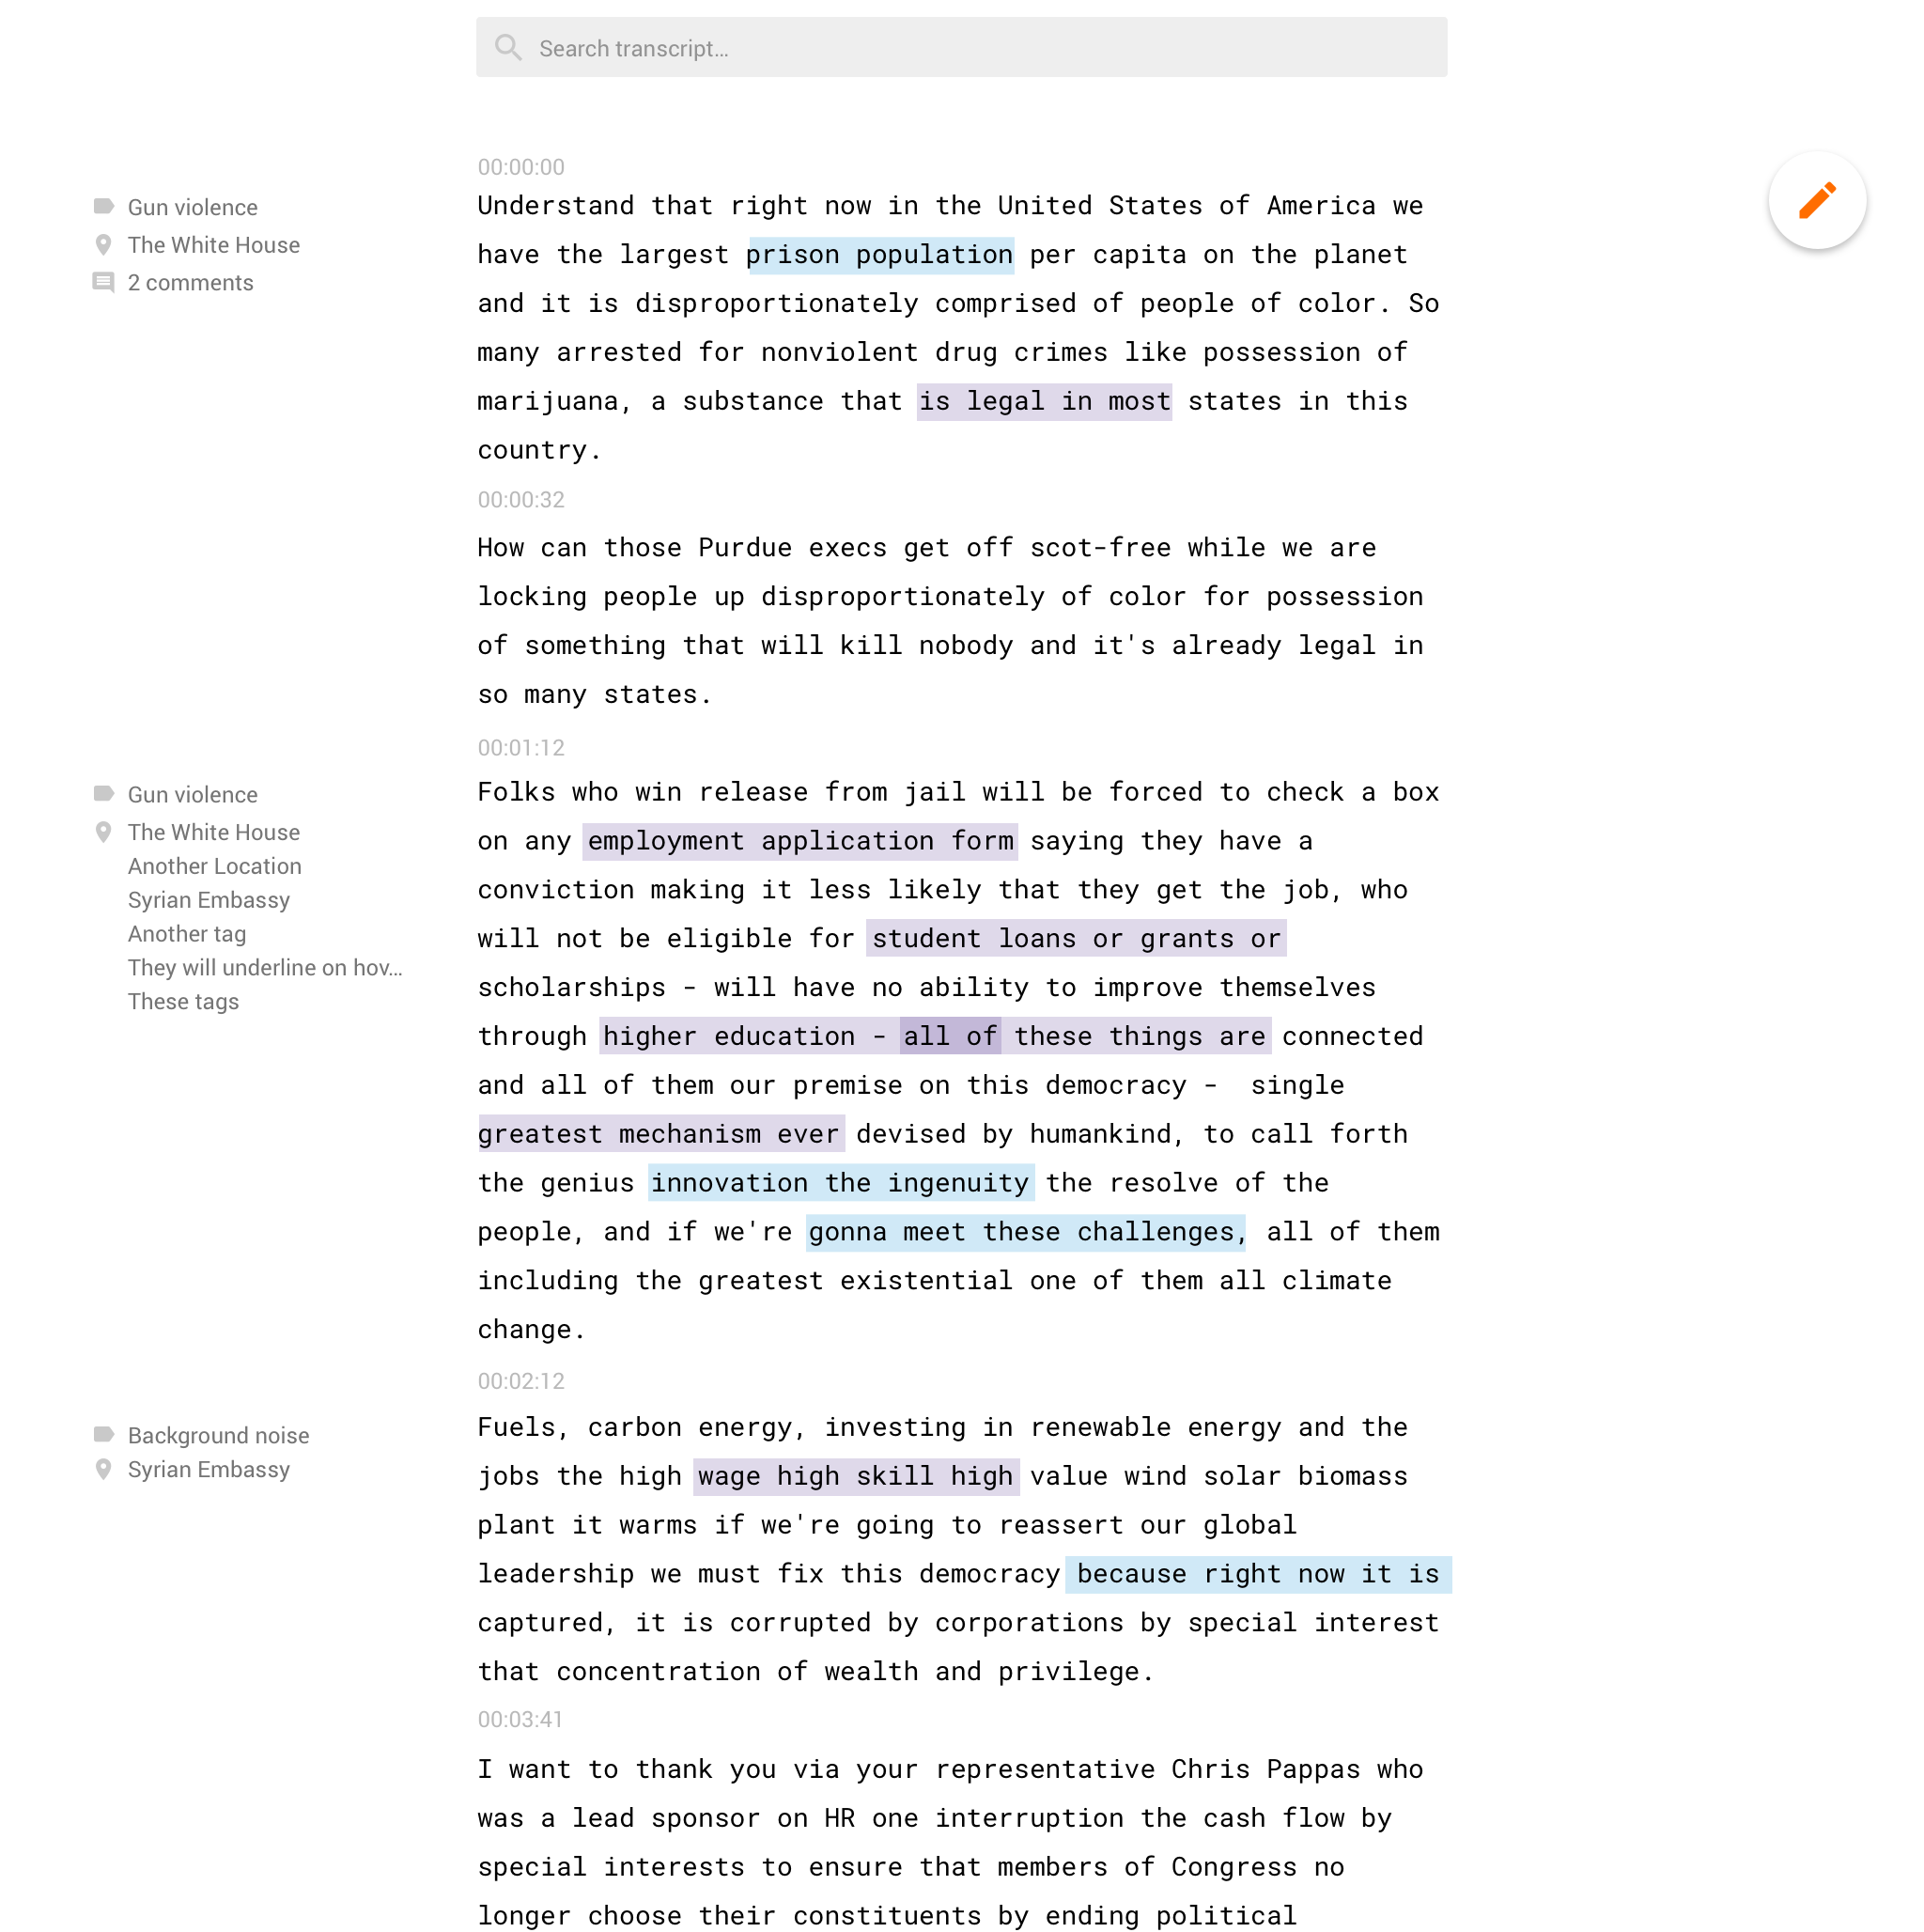 Search transcript...
00:00:00
Gun violence
The White House
2 comments
Understand that right now in the United States of America we
have the largest prison population per capita on the planet
and it is disproportionately comprised of people of color. So
many arrested for nonviolent drug crimes like possession of
marijuana, a substance that is legal in most states in this
country.
00:00:32
How can those Purdue execs get off scot-free while we are
locking people up disproportionately of color for possession
of something that will kill nobody and it's already legal in
so many states.
00:01:12
Gun violence
The White House
Another Location
Syrian Embassy
Another tag
They will underline on hov...
These tags
Folks who win release from jail will be forced to check a box
on any employment application form saying they have a
conviction making it less likely that they get the job, who
will not be eligible for student loans or grants or
scholarships - will have no ability to improve themselves
through higher education - all of these things are connected
and all of them our premise on this democracy -  single
greatest mechanism ever devised by humankind, to call forth
the genius innovation the ingenuity the resolve of the
people, and if we're gonna meet these challenges, all of them
including the greatest existential one of them all climate
change.
00:02:12
Background noise
Syrian Embassy
Fuels, carbon energy, investing in renewable energy and the
jobs the high wage high skill high value wind solar biomass
plant it warms if we're going to reassert our global
leadership we must fix this democracy because right now it is
captured, it is corrupted by corporations by special interest
that concentration of wealth and privilege.
00:03:41
I want to thank you via your representative Chris Pappas who
was a lead sponsor on HR one interruption the cash flow by
special interests to ensure that members of Congress no
longer choose their constituents by ending political